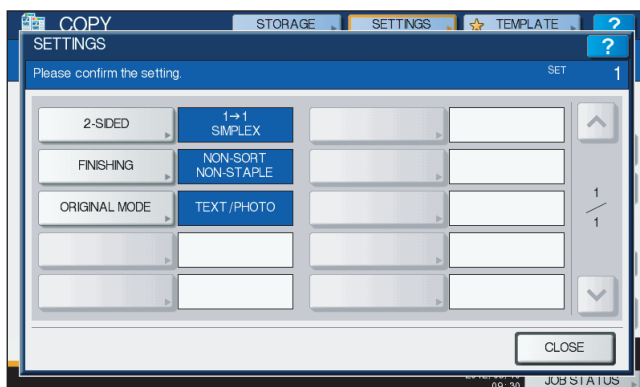 COPY STORAGE SETTINGS TEMPLATE ?
SETTINGS ?
Please confirm the setting. SET 1
2-SIDED 1→1
SIMPLEX
FINISHING NON-SORT
NON-STAPLE
ORIGINAL MODE TEXT/PHOTO
1
1
CLOSE
09:30 JOB STATUS